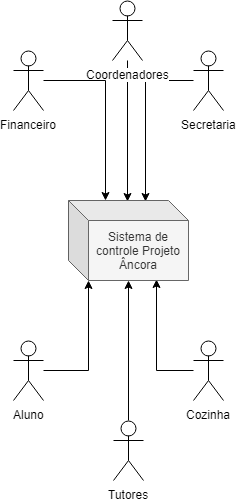 Coordenadores
Financeiro
Secretaria
Sistema de
controle Projeto
Âncora
Aluno
Cozinha
Tutores